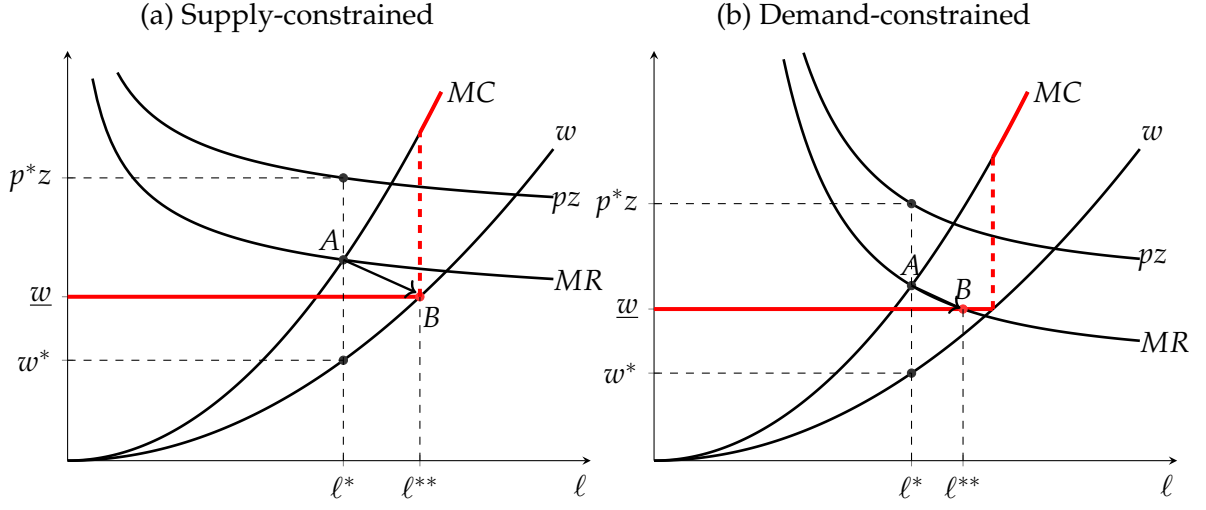 (a) Supply-constrained
MC
w
p*z
pz
A
MR
w
B
w*
ℓ*
ℓ**
ℓ
(b) Demand-constrained
MC
w
p*z
pz
A
B
w
MR
w*
ℓ*
ℓ**
ℓ